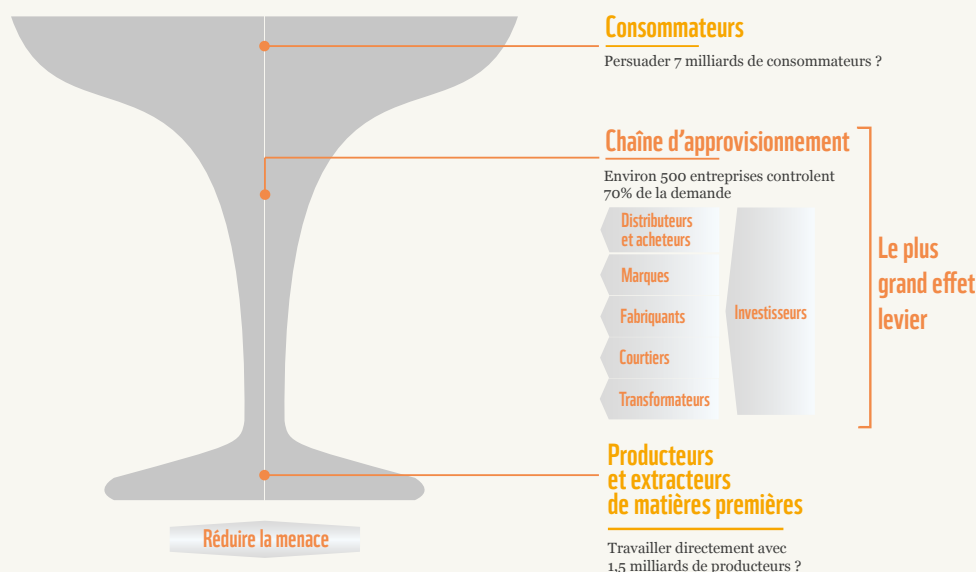 Consommateurs
Persuader 7 milliards de consommateurs ?
Chaîne d’approvisionnement
Environ 500 entreprises controlent
70% de la demande
Distributeurs
et acheteurs
Marques
Fabriquants
Courtiers
Transformateurs
Investisseurs
Le plus
grand effet
levier
Producteurs
et extracteurs
de matières premières
Travailler directement avec
1,5 milliards de producteurs ?
Réduire la menace